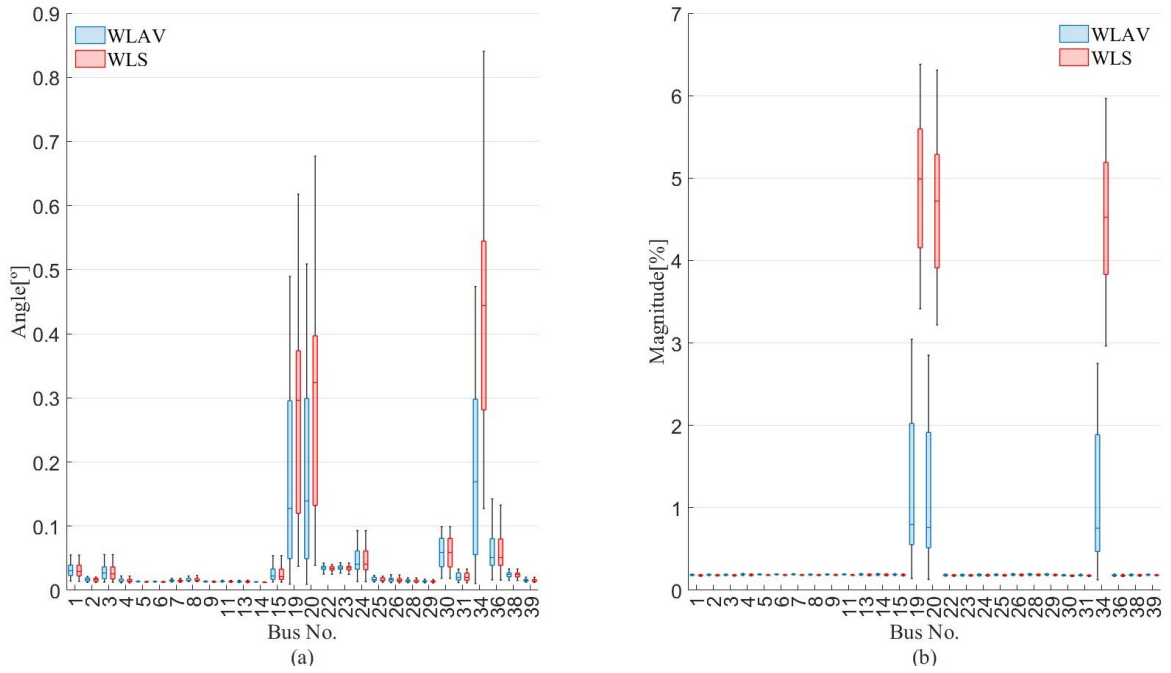 WLAV
WLS
0.9
0.8
0.7
0.6
0.5
0.4
0.3
0.2
0.1
0
Angle[º]
1 2 3 4 5 6 7 8 9 11 13 14 15 19 20 22 23 24 25 26 28 29 30 31 34 36 38 39
Bus No.
(a)
WLAV
WLS
7
6
5
4
3
2
1
0
Magnitude[%]
1 2 3 4 5 6 7 8 9 11 13 14 15 19 20 22 23 24 25 26 28 29 30 31 34 36 38 39
Bus No.
(b)